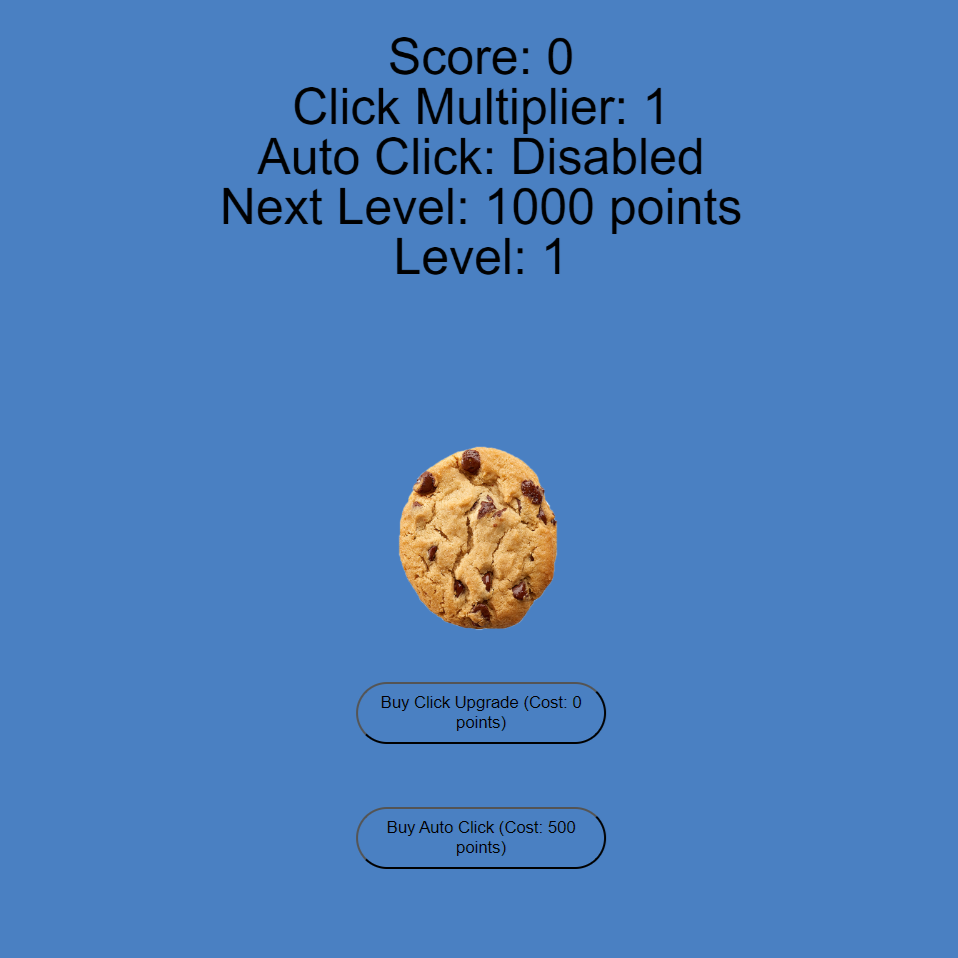 Score: 0
Click Multiplier: 1
Auto Click: Disabled
Next Level: 1000 points
Level: 1
Buy Click Upgrade (Cost: 0
points)
Buy Auto Click (Cost: 500
points)